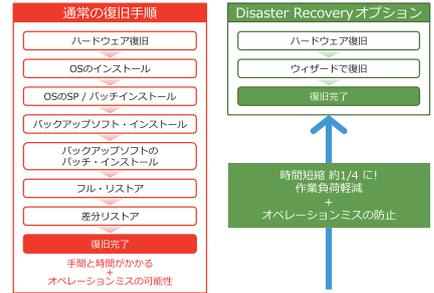 通常の復旧手順
ハードウェア復旧
OSのインストール
OSのSP / パッチインストール
バックアップソフト・インストール
バックアップソフトの
パッチ・インストール
フル・リストア
差分リストア
復旧完了
手間と時間がかかる
+
オペレーションミスの可能性
Disaster Recoveryオプション
ハードウェア復旧
ウィザードで復旧
復旧完了
時間短縮 約1/4 に!
作業負荷軽減
+
オペレーションミスの防止